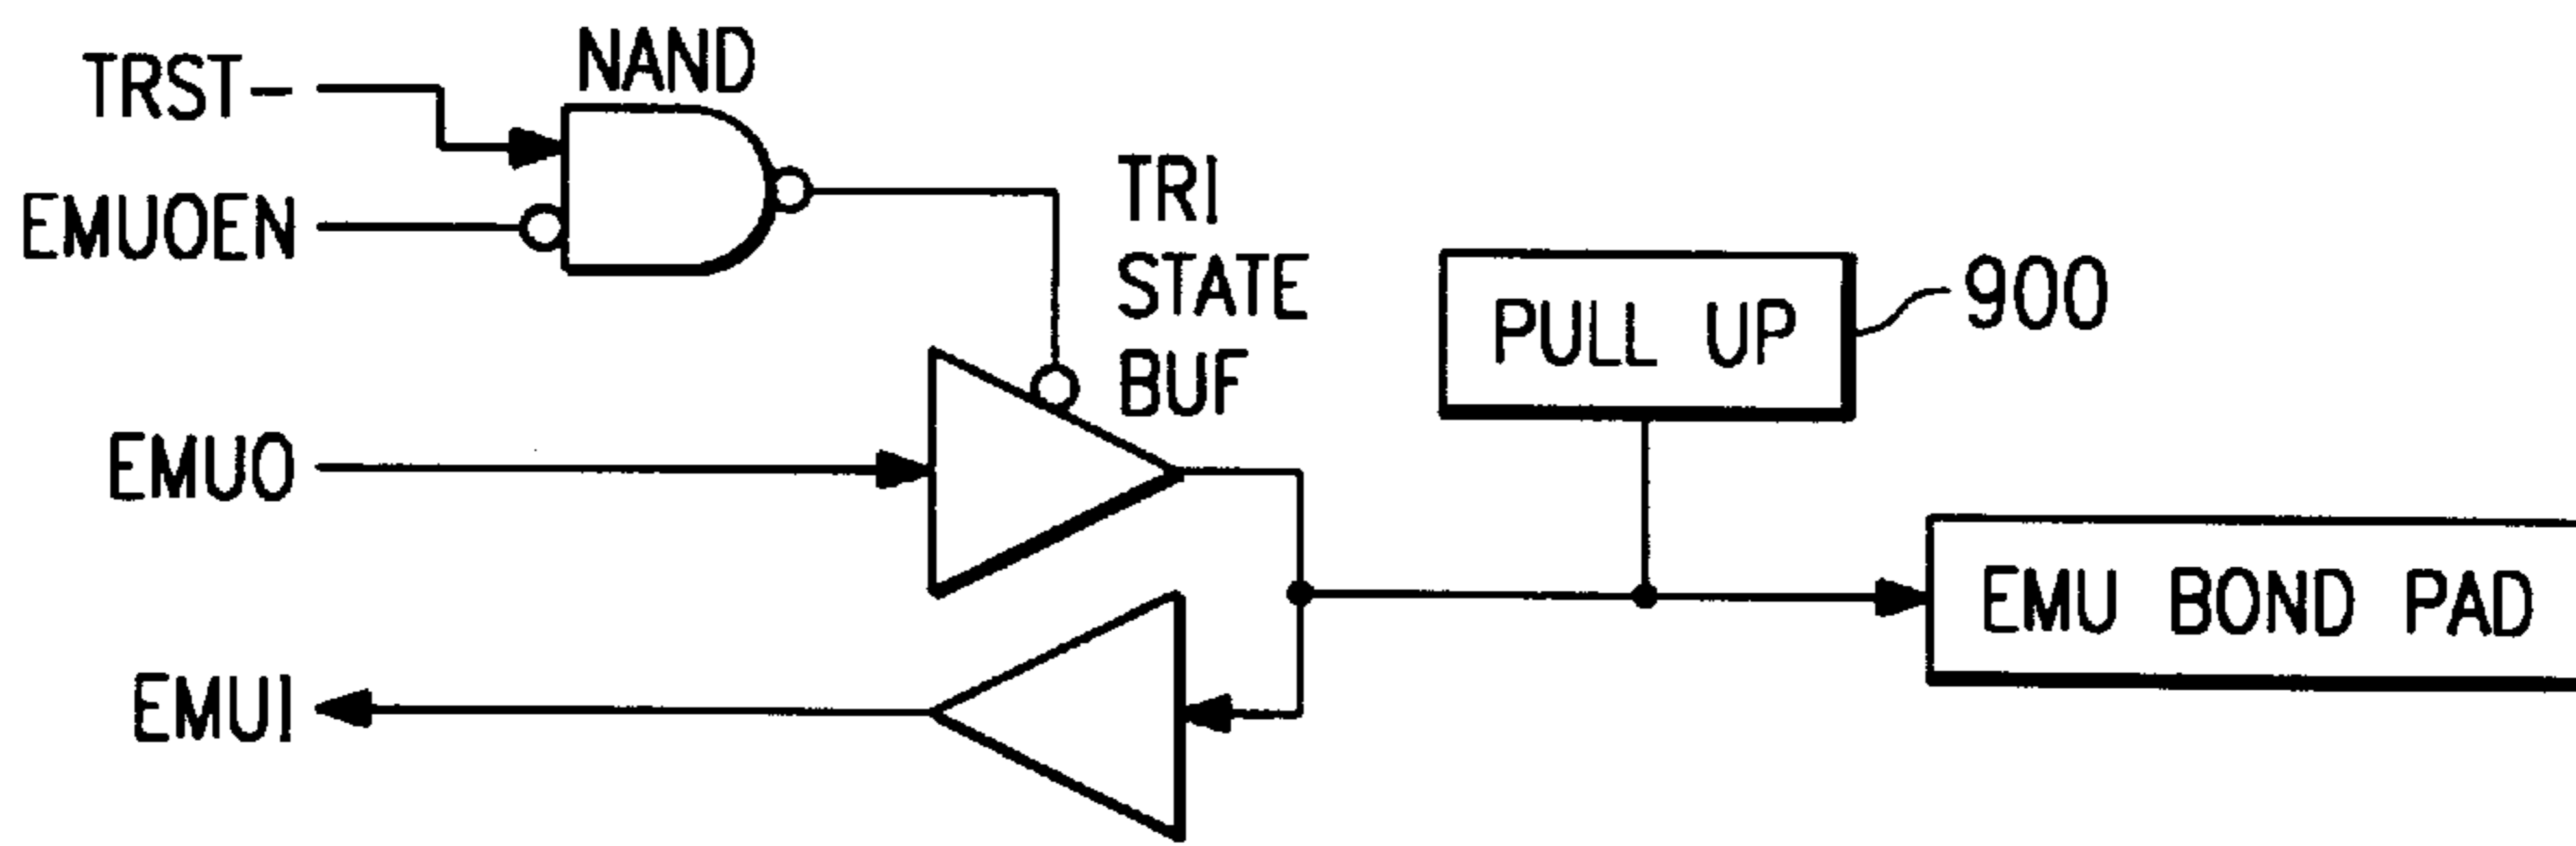 TRST-
NAND
EMUOEN
TRI
STATE
BUF
PULL UP
900
EMUO
EMU BOND PAD
EMUI